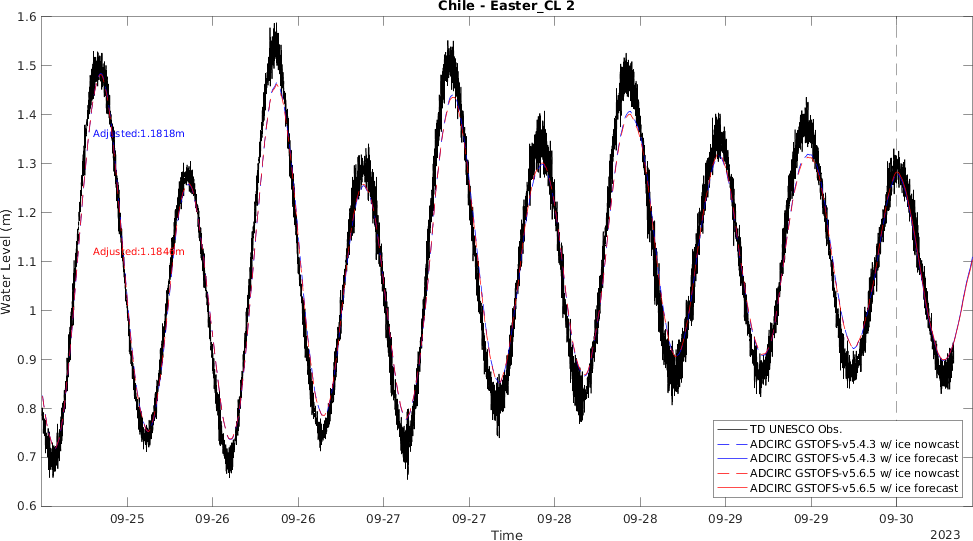 Chile - Easter_CL 2
Water Level (m)
1.6
1.5
1.4
1.3
1.2
1.1
1
0.9
0.8
0.7
0.6
Adjusted:1.1818m
Adjusted:1.1846m
TD UNESCO Obs.
ADCIRC GSTOFS-v5.4.3 w/ ice nowcast
ADCIRC GSTOFS-v5.4.3 w/ ice forecast
ADCIRC GSTOFS-v5.6.5 w/ ice nowcast
ADCIRC GSTOFS-v5.6.5 w/ ice forecast
09-25 09-26 09-26 09-27 09-27 09-28 09-28 09-29 09-29 09-30
Time
2023